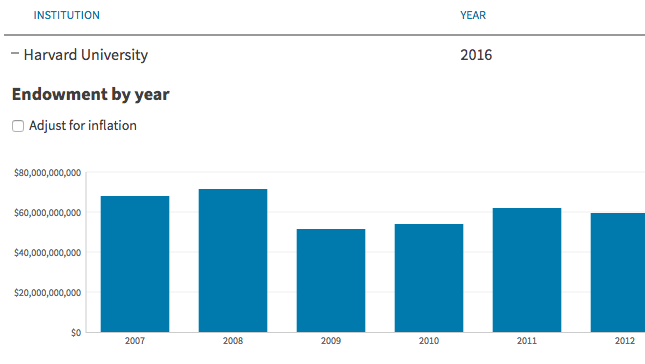 INSTITUTION YEAR
Harvard University 2016
Endowment by year
Adjust for inflation
$80,000,000,000
$60,000,000,000
$40,000,000,000
$20,000,000,000
$0
2007 2008 2009 2010 2011 2012